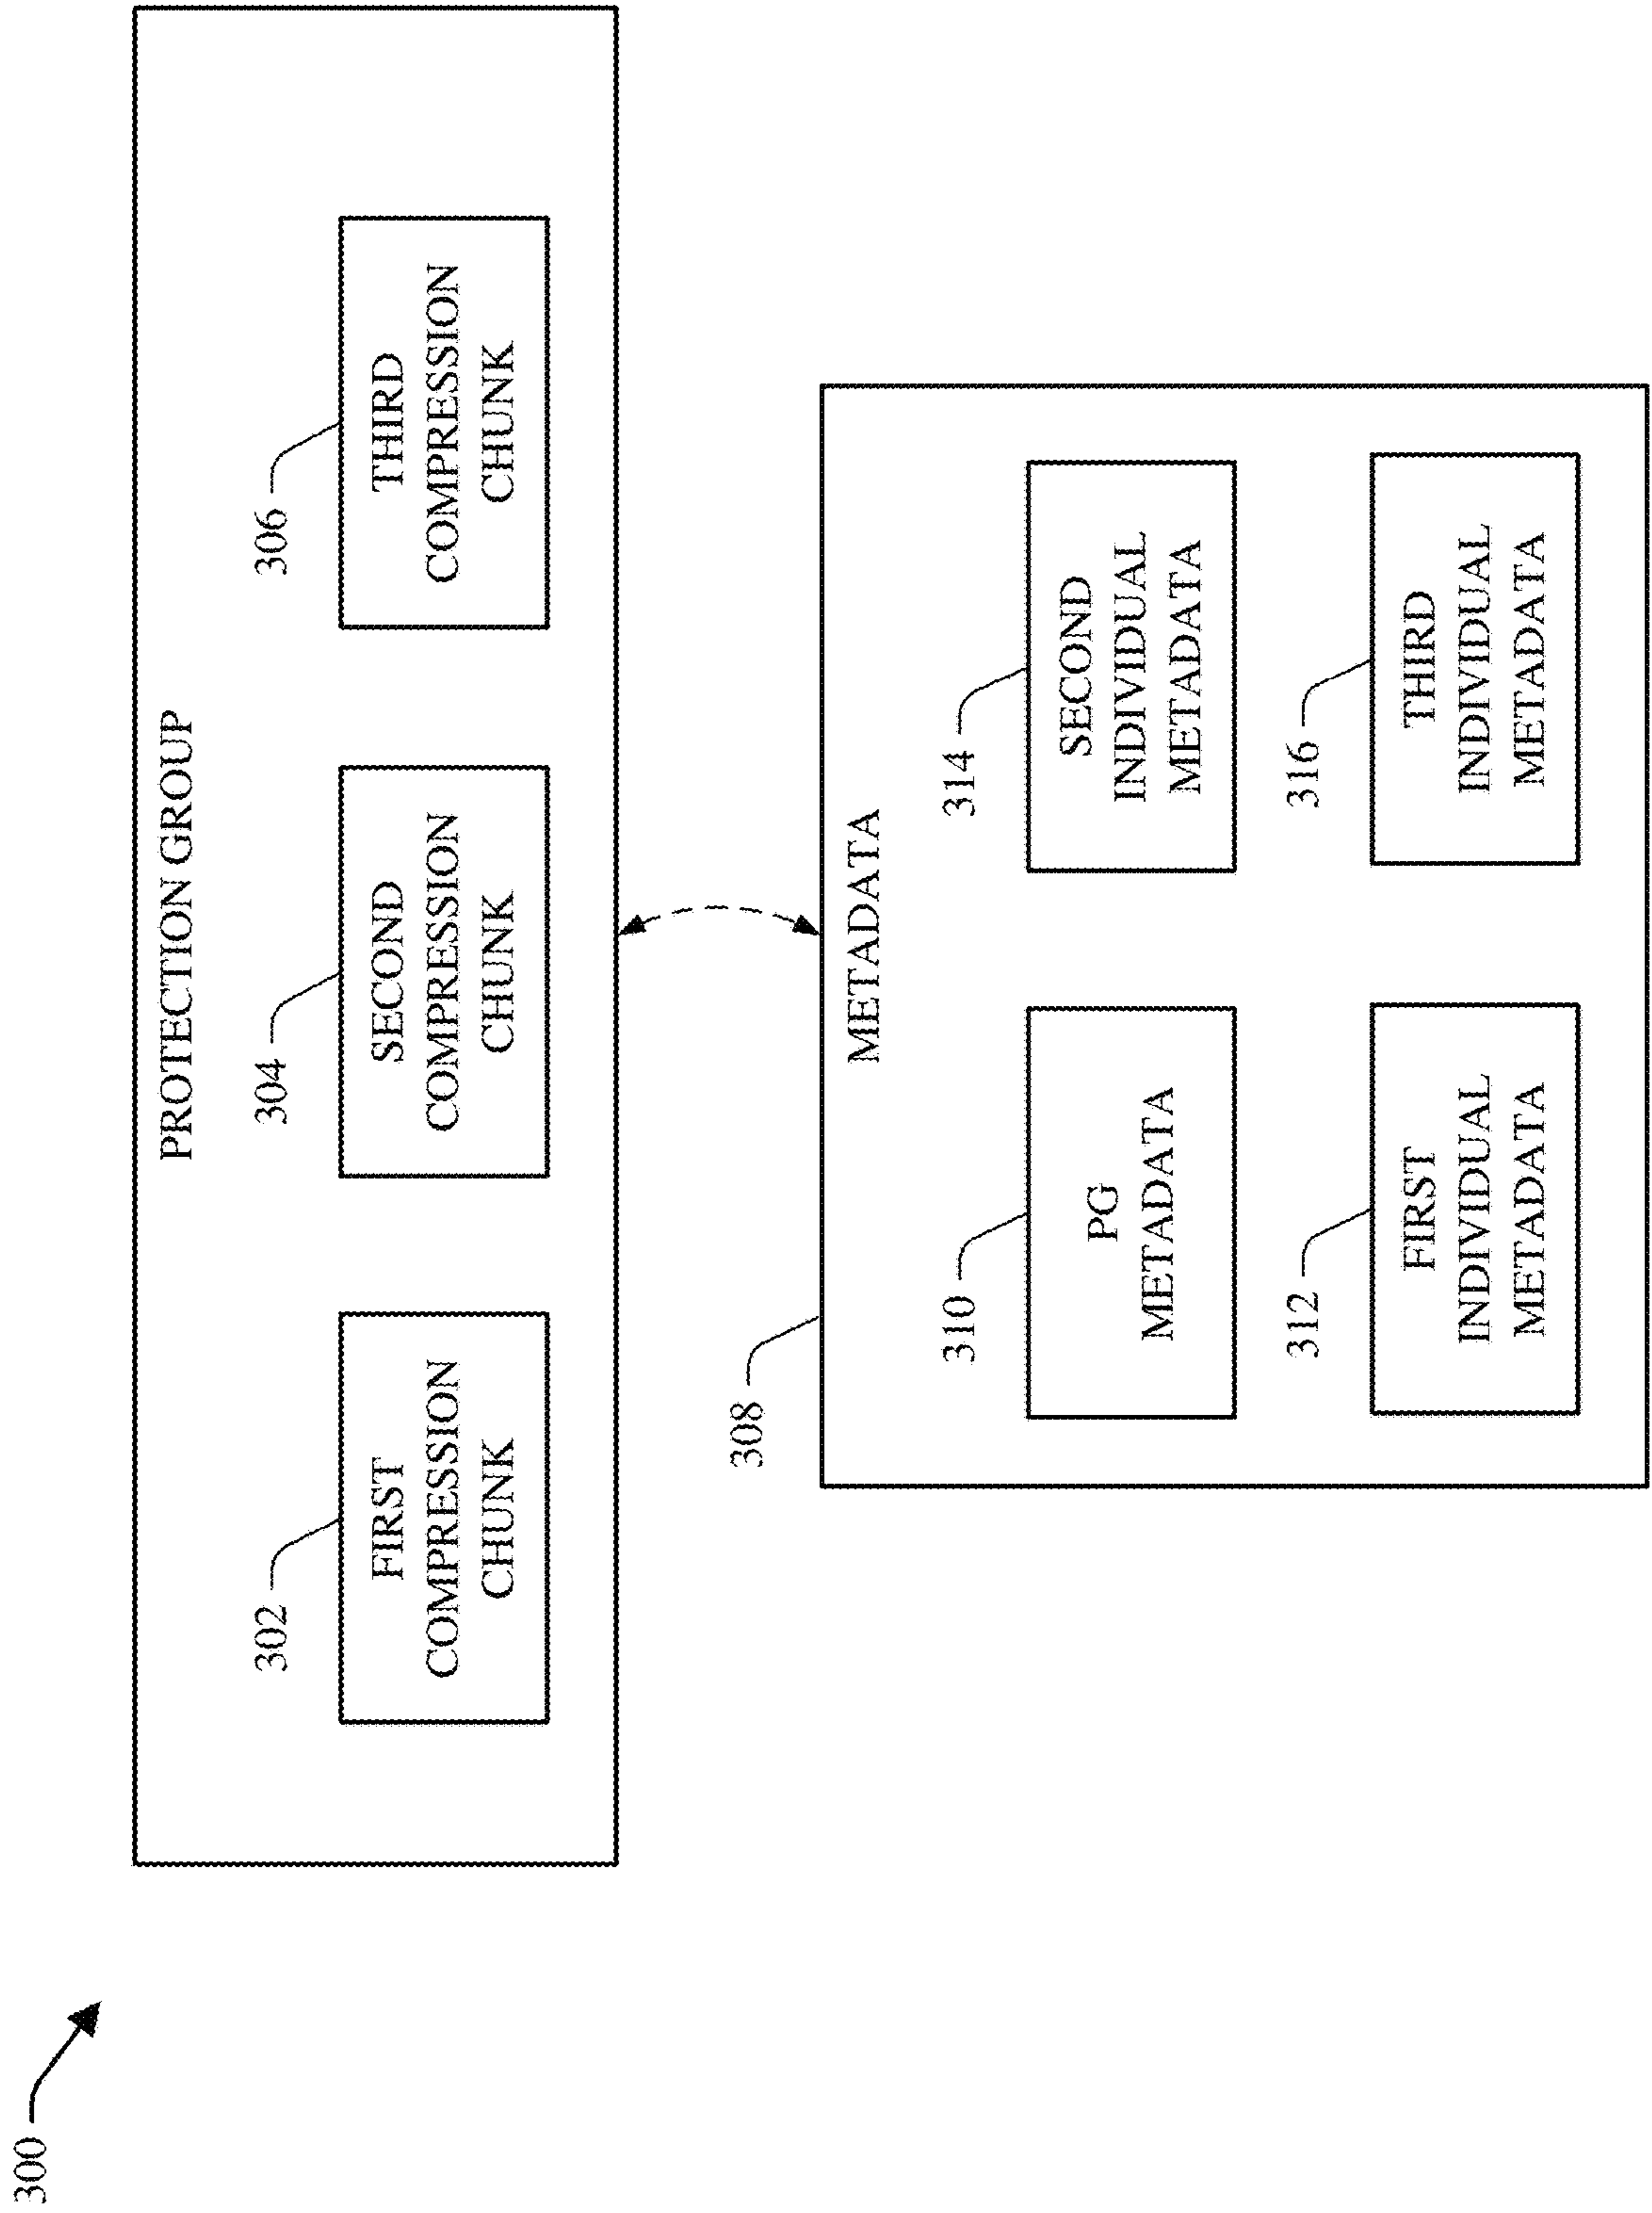 300
PROTECTION GROUP
302
FIRST
COMPRESSION
CHUNK
304
SECOND
COMPRESSION
CHUNK
306
THIRD
COMPRESSION
CHUNK
308
METADATA
310
PG
METADATA
314
SECOND
INDIVIDUAL
METADATA
312
FIRST
INDIVIDUAL
METADATA
316
THIRD
INDIVIDUAL
METADATA